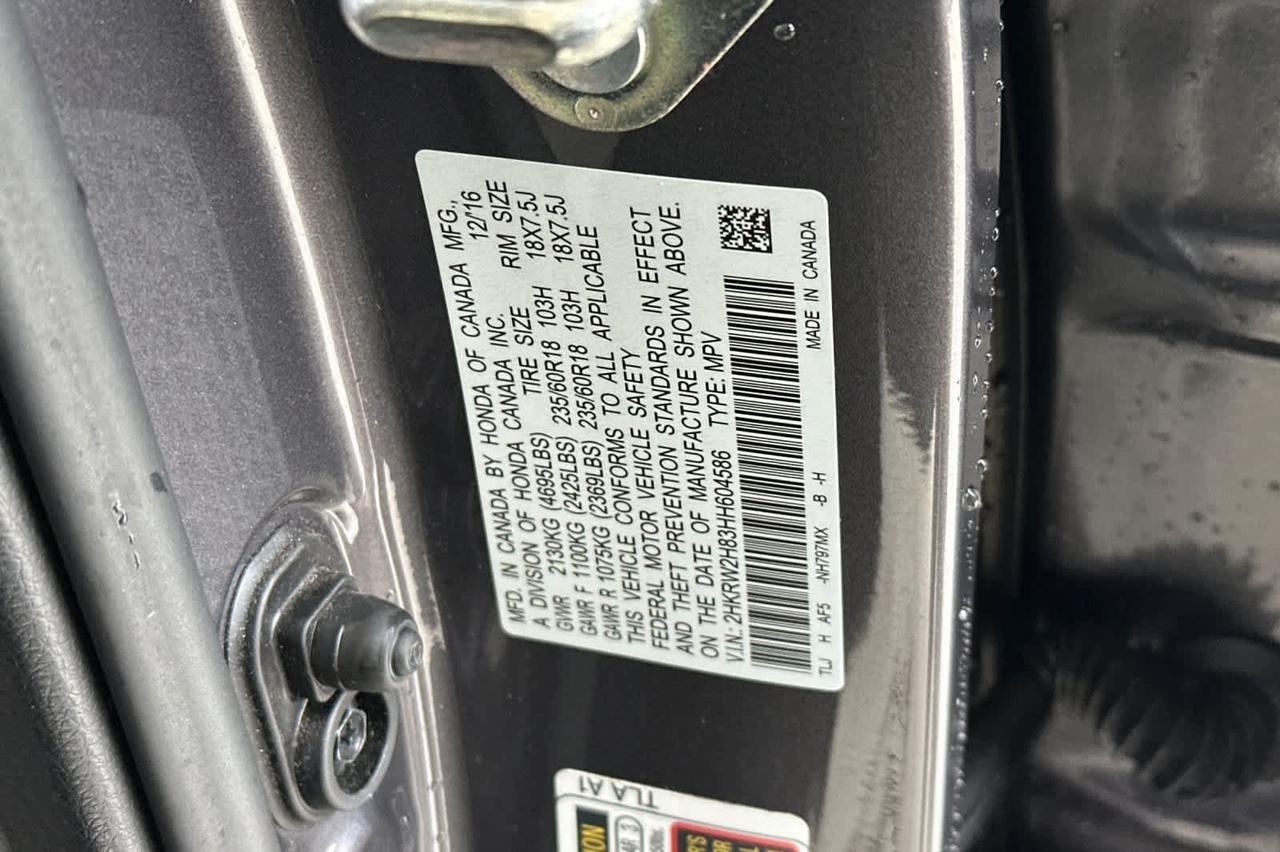 MFD. IN CANADA BY HONDA OF CANADA MFG.,
A DIVISION OF HONDA CANADA INC. 12/'16
GVWR 2130KG (4695LBS) TIRE SIZE RIM SIZE
GAWR F 1100KG (2425LBS) 235/60R18 103H 18X7.5J
GAWR R 1075KG (2369LBS) 235/60R18 103H 18X7.5J
THIS VEHICLE CONFORMS TO ALL APPLICABLE
FEDERAL MOTOR VEHICLE SAFETY
AND THEFT PREVENTION STANDARDS IN EFFECT
ON THE DATE OF MANUFACTURE SHOWN ABOVE.
V.I.N.: 2HKRW2H83HH604586 TYPE: MPV
TLJ H AF5 -NH797MX -B -H MADE IN CANADA
TLA A1